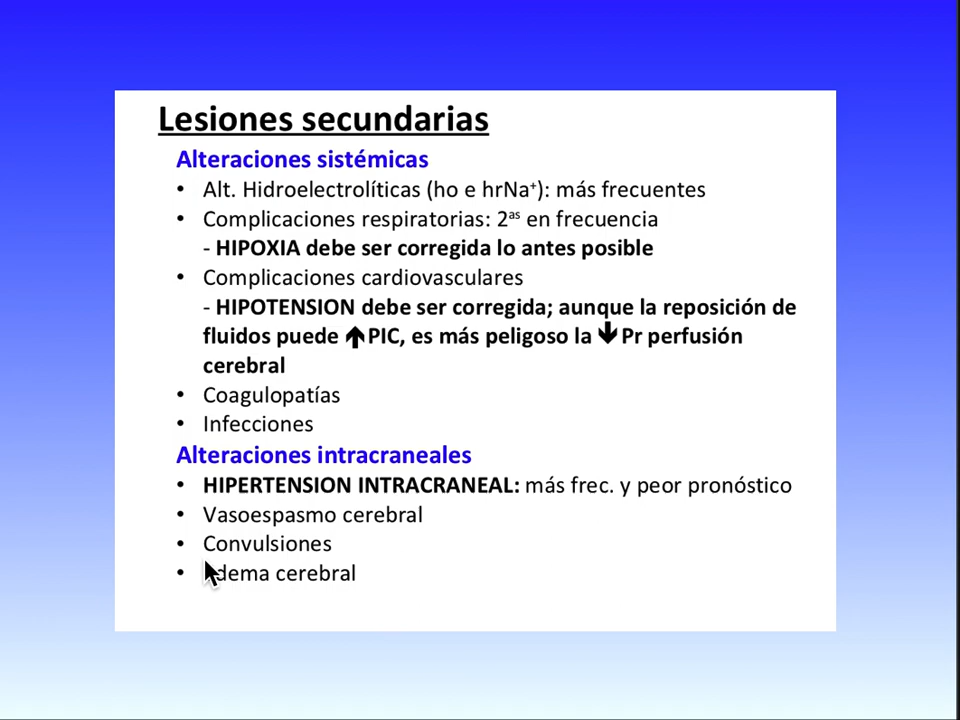 Lesiones secundarias
Alteraciones sistémicas
• Alt. Hidroelectrolíticas (ho e hrNa⁺): más frecuentes
• Complicaciones respiratorias: 2ᵃˢ en frecuencia
- HIPOXIA debe ser corregida lo antes posible
• Complicaciones cardiovasculares
- HIPOTENSION debe ser corregida; aunque la reposición de
fluidos puede ↑PIC, es más peligoso la ↓Pr perfusión
cerebral
• Coagulopatías
• Infecciones
Alteraciones intracraneales
• HIPERTENSION INTRACRANEAL: más frec. y peor pronóstico
• Vasoespasmo cerebral
• Convulsiones
• Edema cerebral